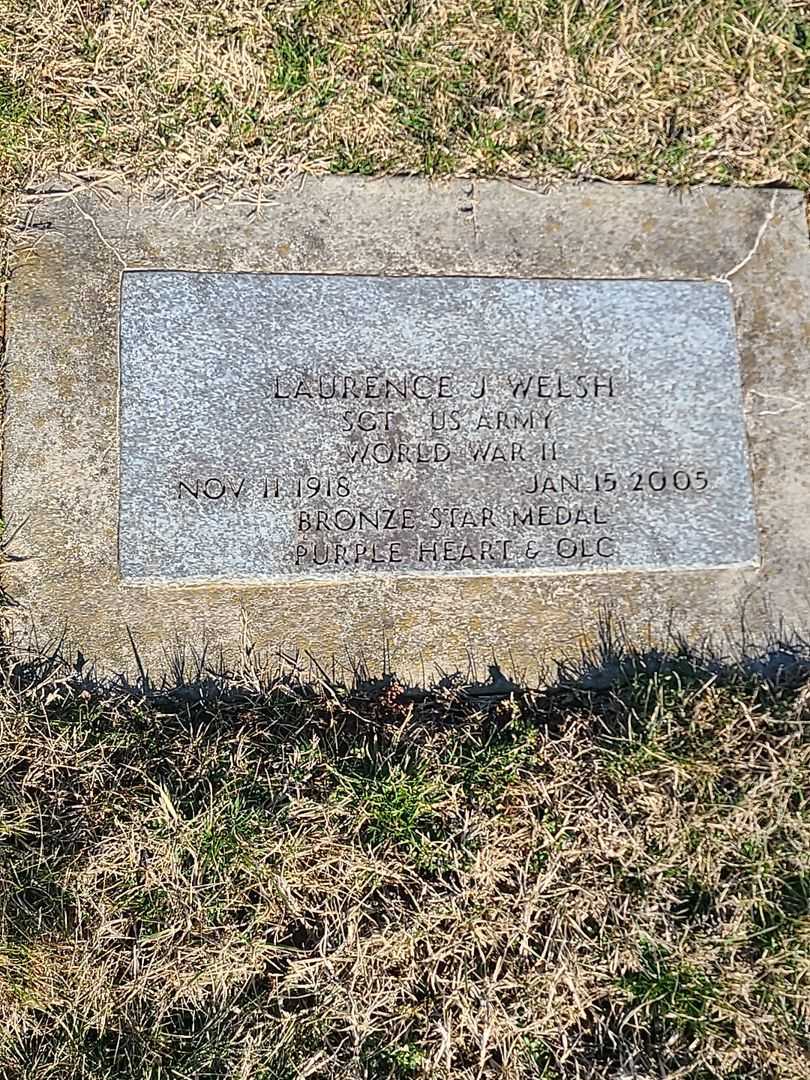 LAURENCE J WELSH
SGT US ARMY
WORLD WAR II
NOV 11 1918 JAN 15 2005
BRONZE STAR MEDAL
PURPLE HEART & OLC